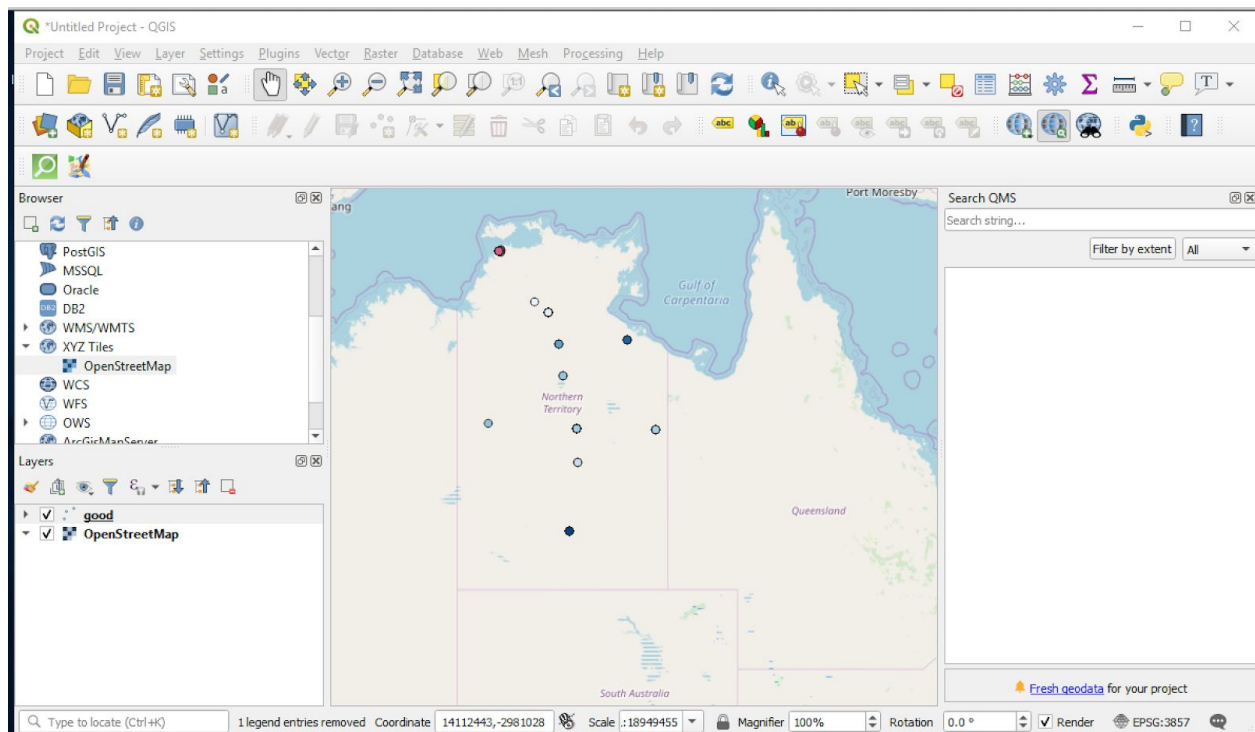 *Untitled Project - QGIS
Project Edit View Layer Settings Plugins Vector Raster Database Web Mesh Processing Help
Browser
PostGIS
MSSQL
Oracle
DB2
WMS/WMTS
XYZ Tiles
OpenStreetMap
WCS
WFS
OWS
ArcGisMapServer
Layers
good
OpenStreetMap
ang
Port Moresby
Gulf of
Carpentaria
Northern
Territory
Queensland
South Australia
Search QMS
Search string...
Filter by extent All
Fresh geodata for your project
Type to locate (Ctrl+K) 1 legend entries removed Coordinate 14112443,-2981028 Scale .:18949455 Magnifier 100% Rotation 0.0 ° Render EPSG:3857